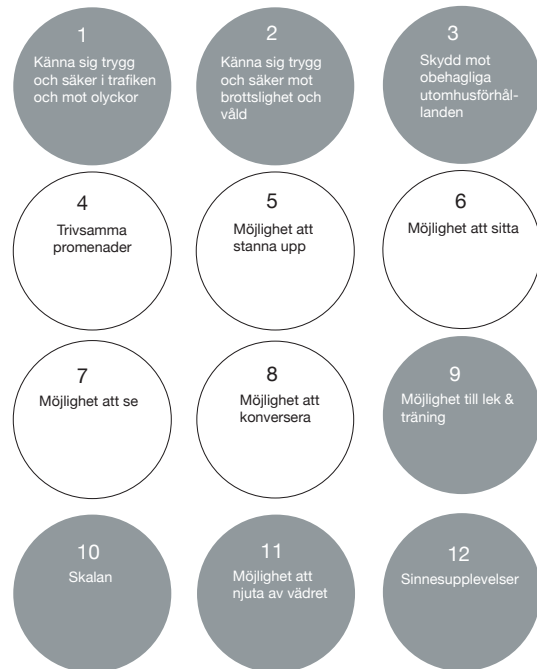 1
Känna sig trygg
och säker i trafiken
och mot olyckor
2
Känna sig trygg
och säker mot
brottslighet och
våld
3
Skydd mot
obehagliga
utomhusförhål-
landen
4
Trivsamma
promenader
5
Möjlighet att
stanna upp
6
Möjlighet att sitta
7
Möjlighet att se
8
Möjlighet att
konversera
9
Möjlighet till lek &
träning
10
Skalan
11
Möjlighet att
njuta av vädret
12
Sinnesupplevelser